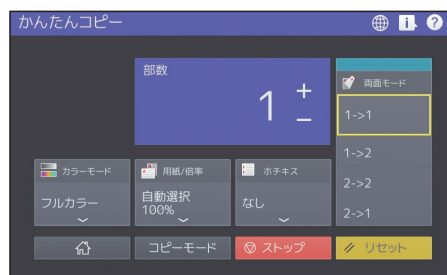 かんたんコピー
i
?
部数
1
+
-
両面モード
1->1
1->2
2->2
2->1
カラーモード
フルカラー
用紙/倍率
自動選択
100%
ホチキス
なし
コピーモード
ストップ
リセット